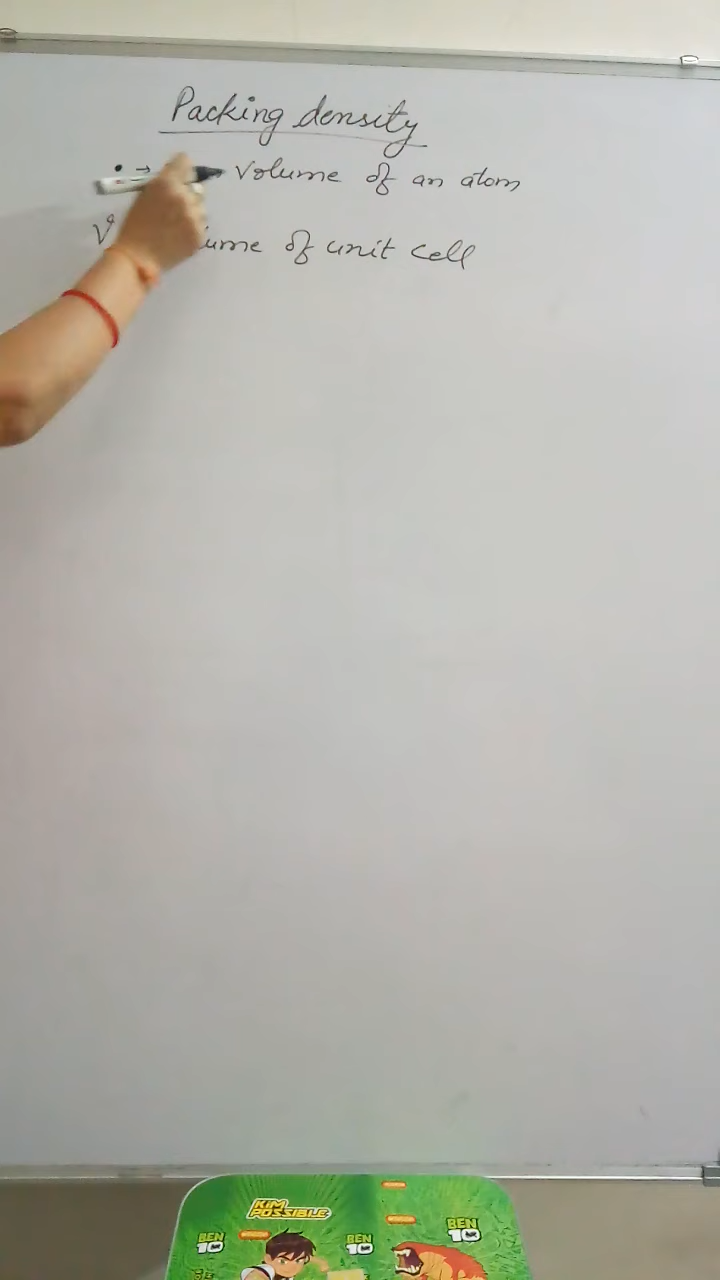 Packing density
• → Volume of an atom
V ume of unit cell
KIM POSSIBLE
BEN 10 BEN 10 BEN 10